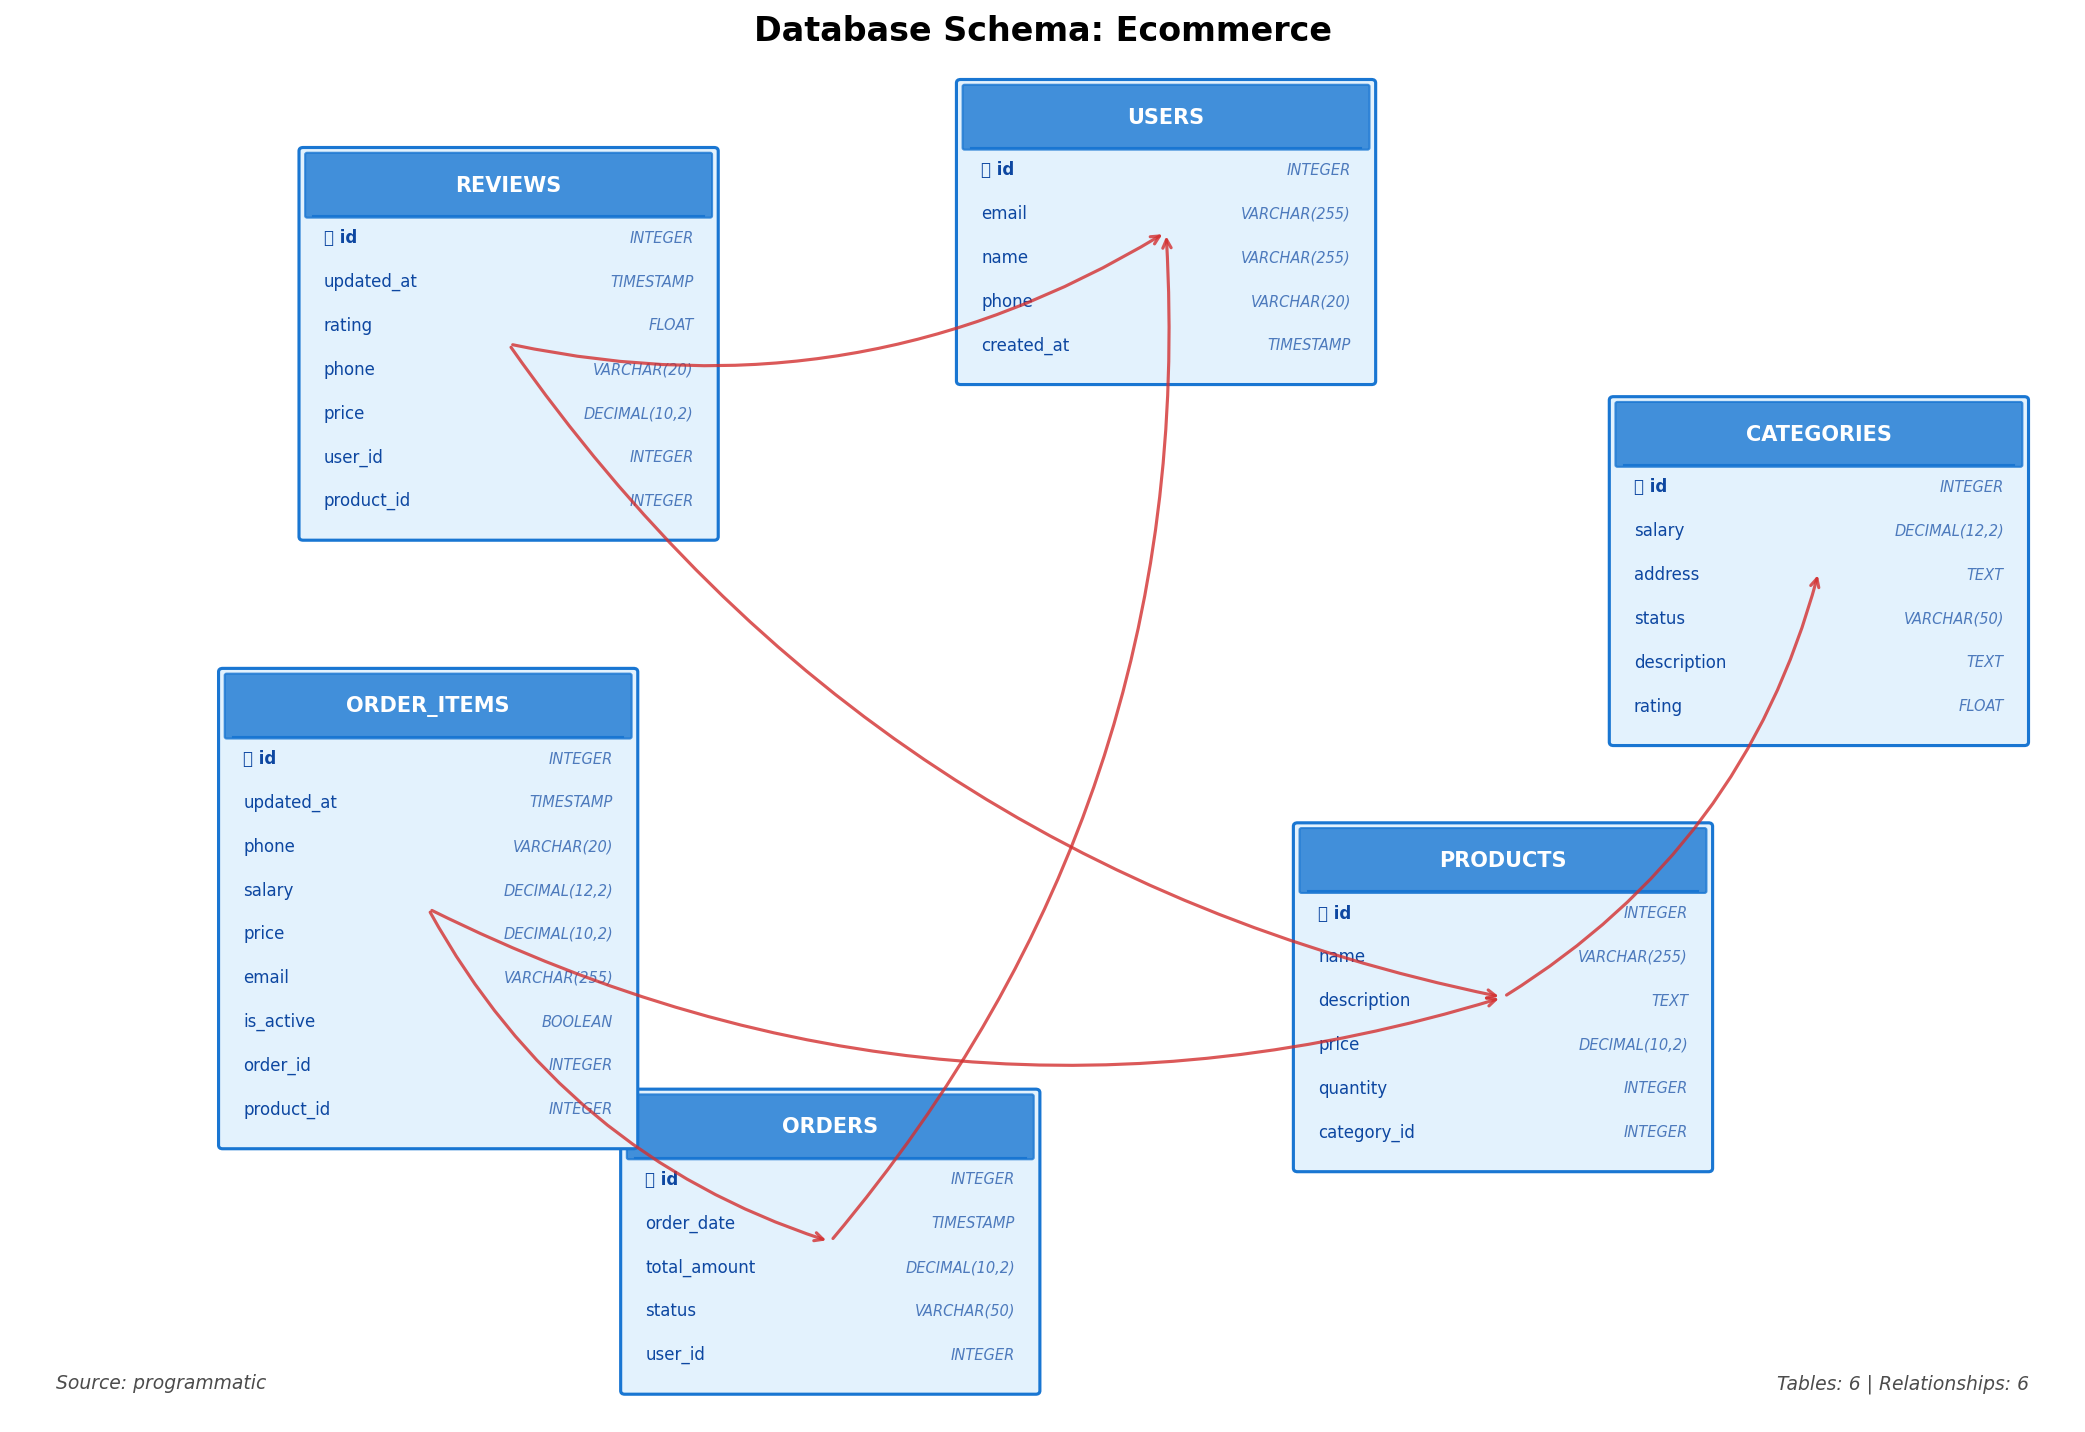 Database Schema: Ecommerce
USERS
id INTEGER
email VARCHAR(255)
name VARCHAR(255)
phone VARCHAR(20)
created_at TIMESTAMP
REVIEWS
id INTEGER
updated_at TIMESTAMP
rating FLOAT
phone VARCHAR(20)
price DECIMAL(10,2)
user_id INTEGER
product_id INTEGER
CATEGORIES
id INTEGER
salary DECIMAL(12,2)
address TEXT
status VARCHAR(50)
description TEXT
rating FLOAT
ORDER_ITEMS
id INTEGER
updated_at TIMESTAMP
phone VARCHAR(20)
salary DECIMAL(12,2)
price DECIMAL(10,2)
email VARCHAR(255)
is_active BOOLEAN
order_id INTEGER
product_id INTEGER
PRODUCTS
id INTEGER
name VARCHAR(255)
description TEXT
price DECIMAL(10,2)
quantity INTEGER
category_id INTEGER
ORDERS
id INTEGER
order_date TIMESTAMP
total_amount DECIMAL(10,2)
status VARCHAR(50)
user_id INTEGER
Source: programmatic
Tables: 6 | Relationships: 6